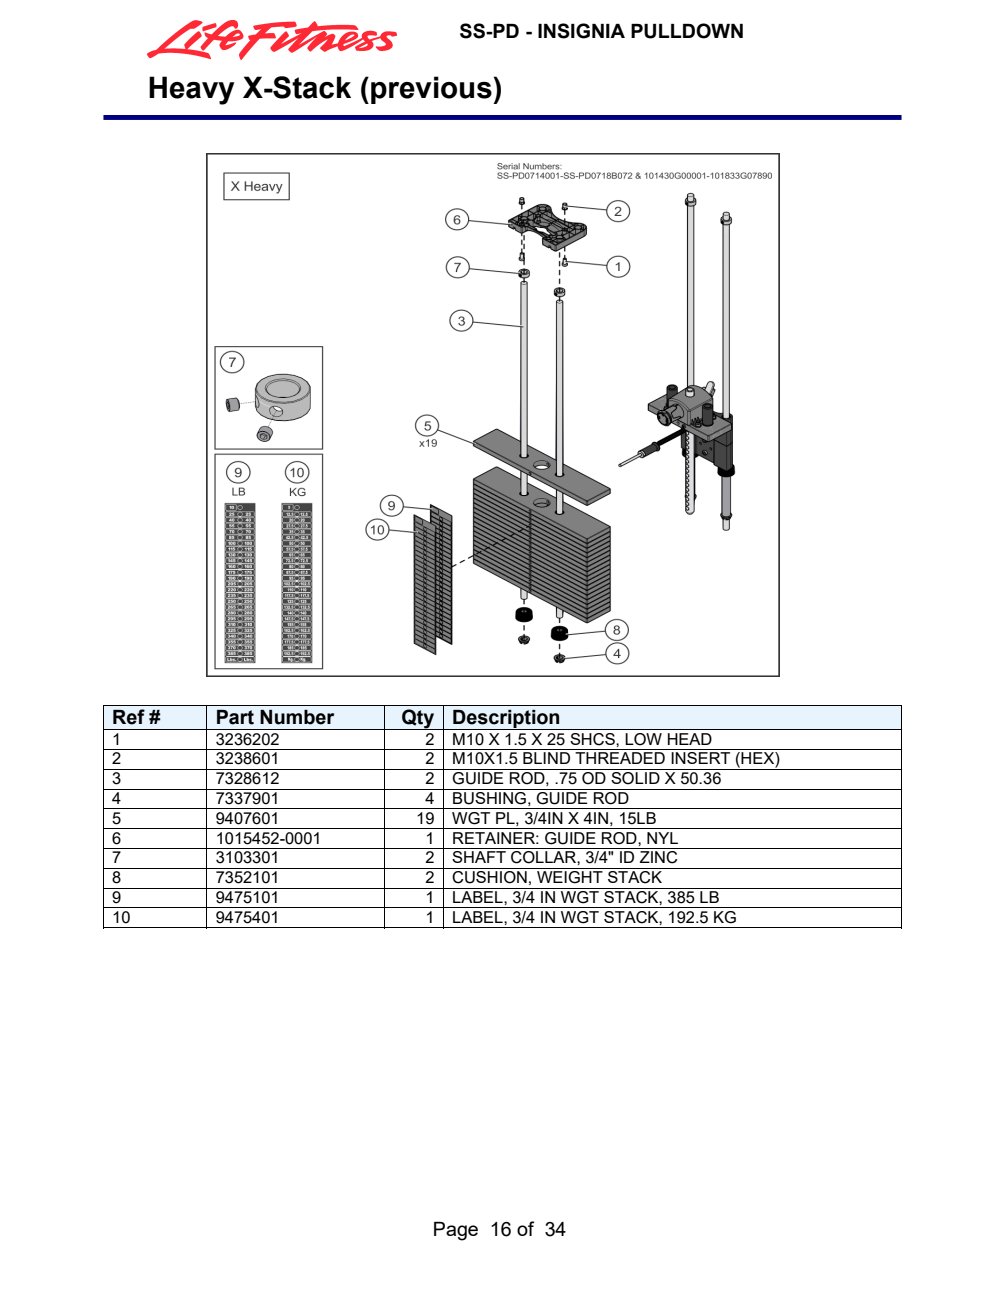 Life Fitness
SS-PD - INSIGNIA PULLDOWN
Heavy X-Stack (previous)
Serial Numbers:
SS-PD0714001-SS-PD0718B072 & 101430G00001-101833G07890
X Heavy
2
6
7
1
3
7
5
x19
9
LB
10
KG
9
10
8
4
Ref # Part Number Qty Description
1 3236202 2 M10 X 1.5 X 25 SHCS, LOW HEAD
2 3238601 2 M10X1.5 BLIND THREADED INSERT (HEX)
3 7328612 2 GUIDE ROD, .75 OD SOLID X 50.36
4 7337901 4 BUSHING, GUIDE ROD
5 9407601 19 WGT PL, 3/4IN X 4IN, 15LB
6 1015452-0001 1 RETAINER: GUIDE ROD, NYL
7 3103301 2 SHAFT COLLAR, 3/4" ID ZINC
8 7352101 2 CUSHION, WEIGHT STACK
9 9475101 1 LABEL, 3/4 IN WGT STACK, 385 LB
10 9475401 1 LABEL, 3/4 IN WGT STACK, 192.5 KG
Page 16 of 34